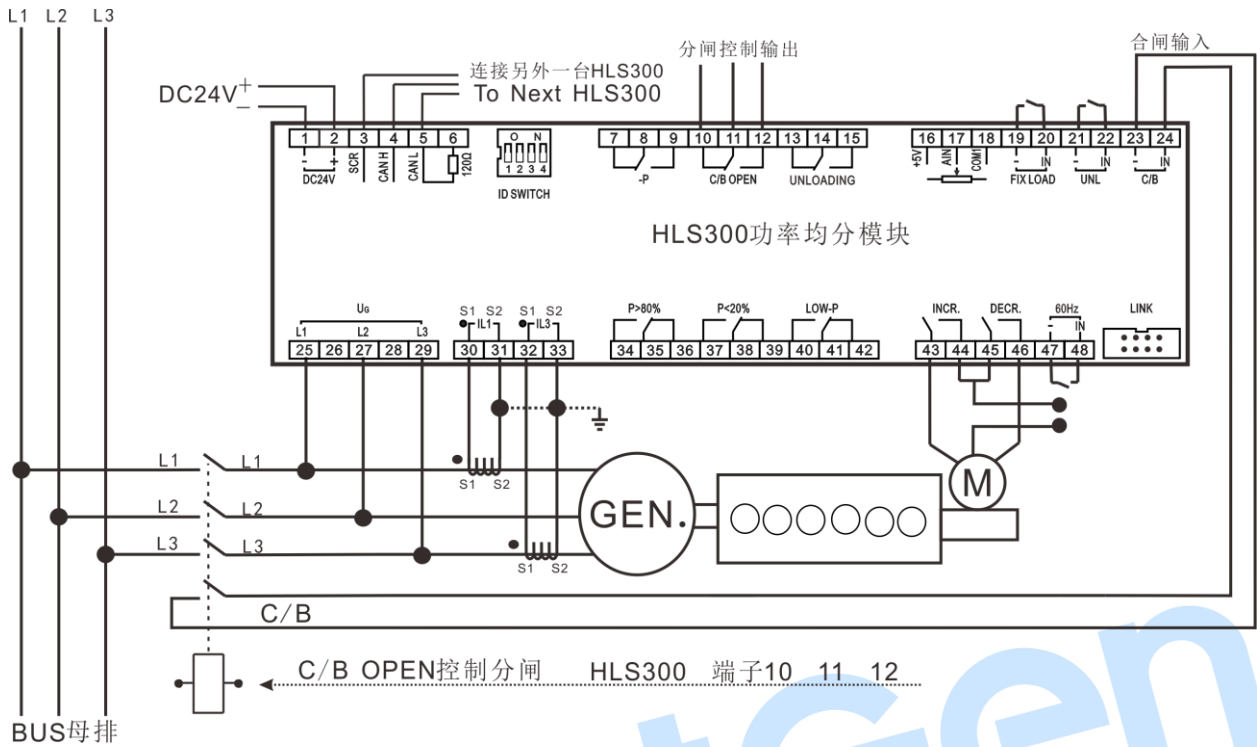 L1 L2 L3
分闸控制输出
合闸输入
连接另外一台HLS300
DC24V + −
To Next HLS300
1 2 3 4 5 6
O N
7 8 9 10 11 12 13 14 15
16 17 18 19 20 21 22 23 24
- +
DC24V
SCR
CAN H
CAN L
120Ω
1 2 3 4
ID SWITCH
-P
C/B OPEN
UNLOADING
+5V
AIN
COM1
- IN
FIX LOAD
- IN
UNL
- IN
C/B
HLS300功率均分模块
UG
L1 L2 L3
S1 S2
IL1
S1 S2
IL3
P>80%
P<20%
LOW-P
INCR.
DECR.
60Hz
- IN
LINK
25 26 27 28 29
30 31 32 33
34 35 36 37 38 39 40 41 42
43 44 45 46 47 48
L1 L1
S1 S2
M
L2 L2
GEN.
L3 L3
S1 S2
C/B
C/B OPEN控制分闸 HLS300 端子10 11 12
BUS母排